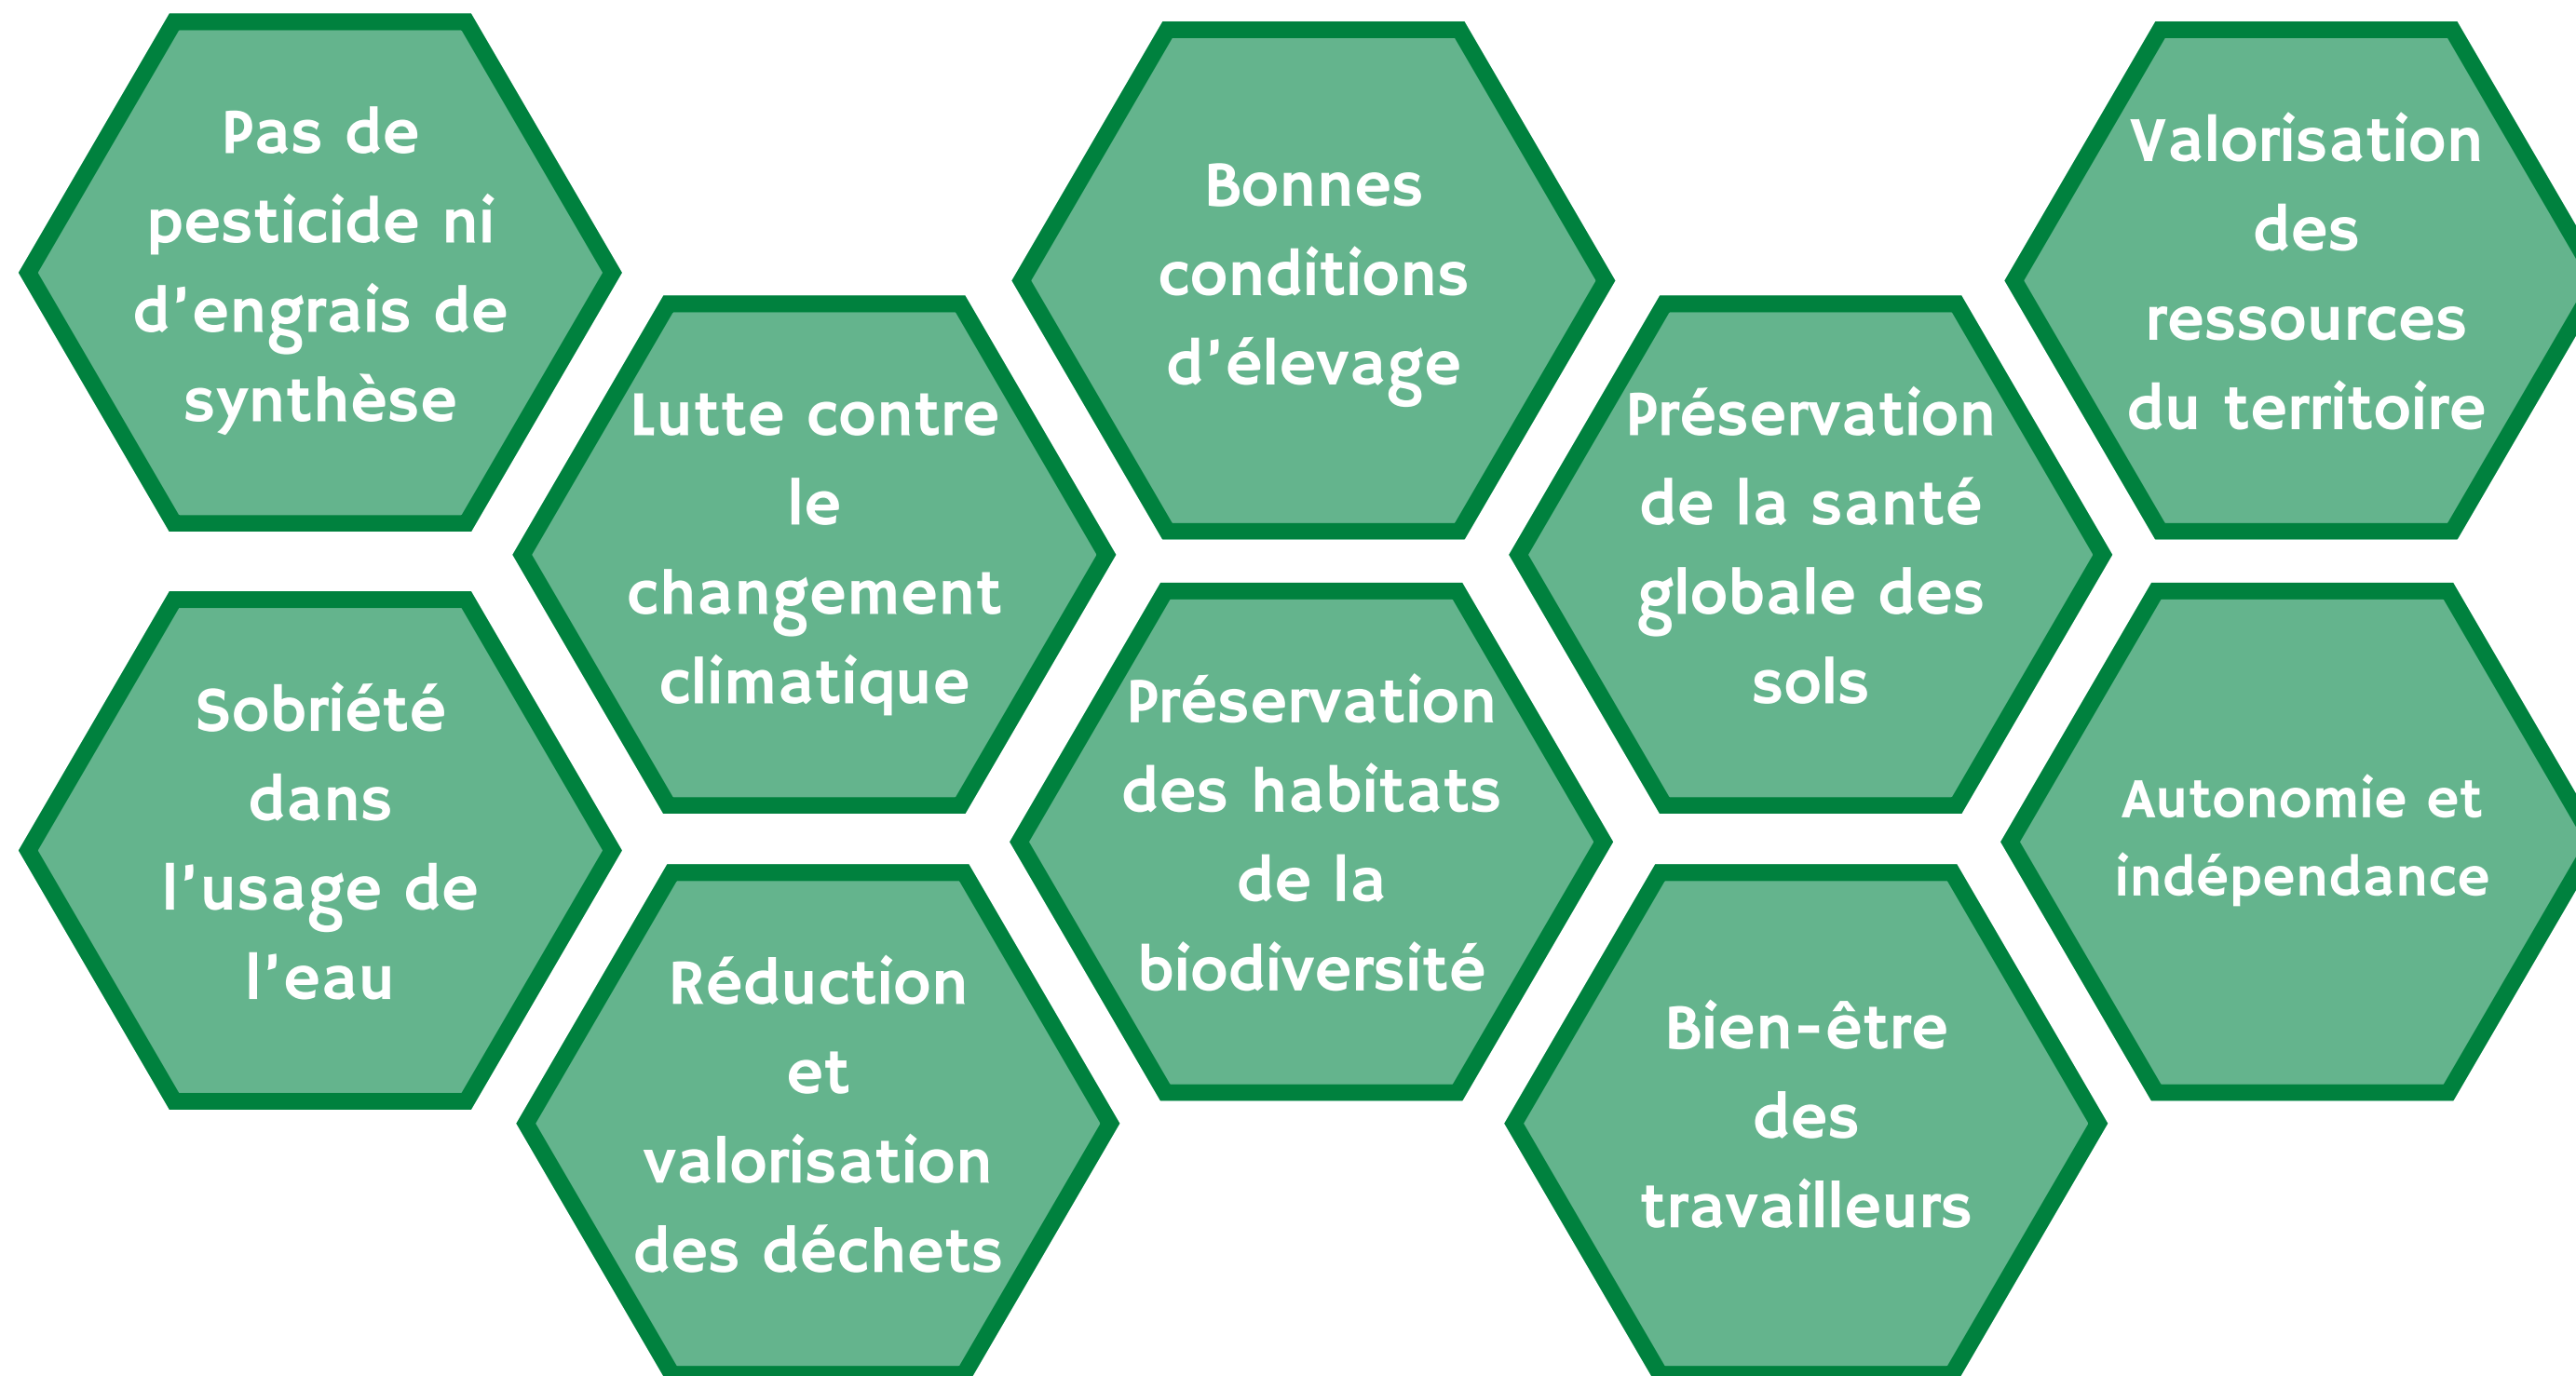 Pas de
pesticide ni
d'engrais de
synthèse
Lutte contre
le
changement
climatique
Bonnes
conditions
d'élevage
Préservation
de la santé
globale des
sols
Valorisation
des
ressources
du territoire
Sobriété
dans
l'usage de
l'eau
Réduction
et
valorisation
des déchets
Préservation
des habitats
de la
biodiversité
Bien-être
des
travailleurs
Autonomie et
indépendance